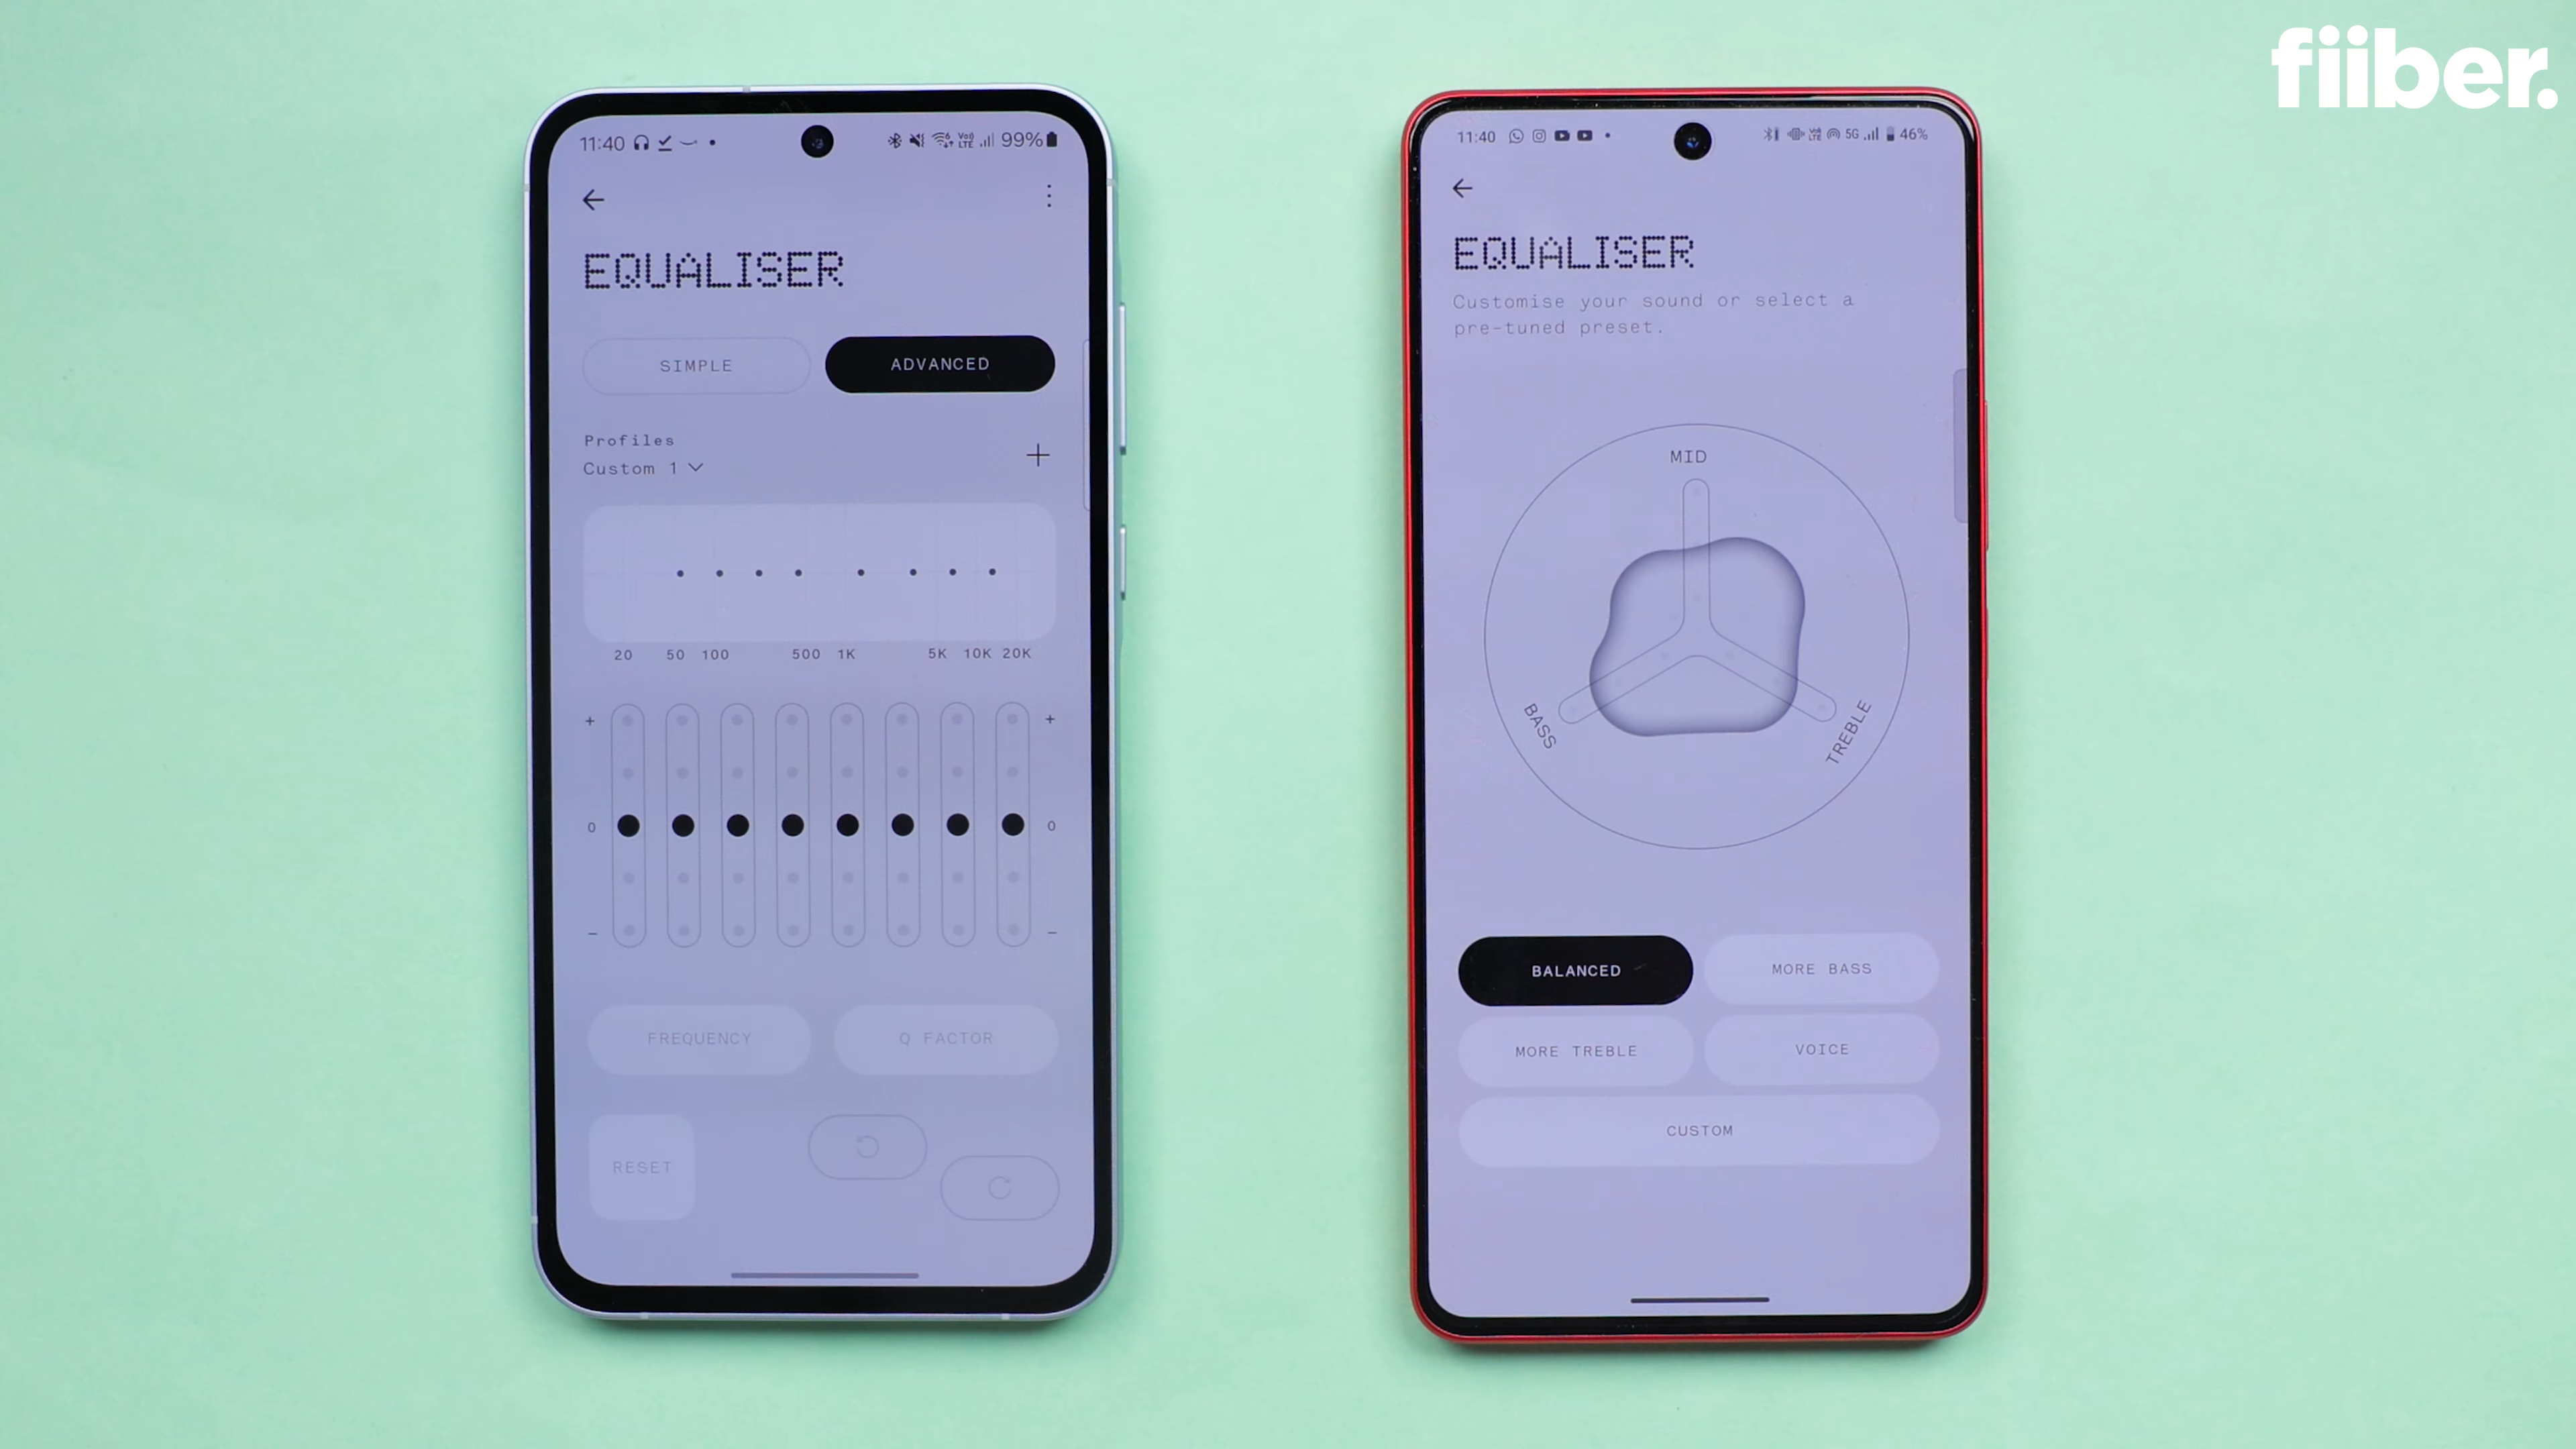 fiiber.
11:40
99%
EQUALISER
SIMPLE
ADVANCED
Profiles
Custom 1
20 50 100 500 1K 5K 10K 20K
+ +
0 0
− −
FREQUENCY
Q FACTOR
RESET
11:40
5G
46%
EQUALISER
Customise your sound or select a
pre-tuned preset.
MID
BASS
TREBLE
BALANCED
MORE BASS
MORE TREBLE
VOICE
CUSTOM